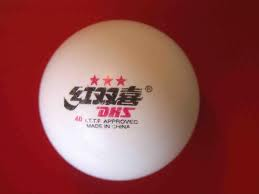 ★★★
红双喜®
DHS
40 I.T.T.F. APPROVED
MADE IN CHINA